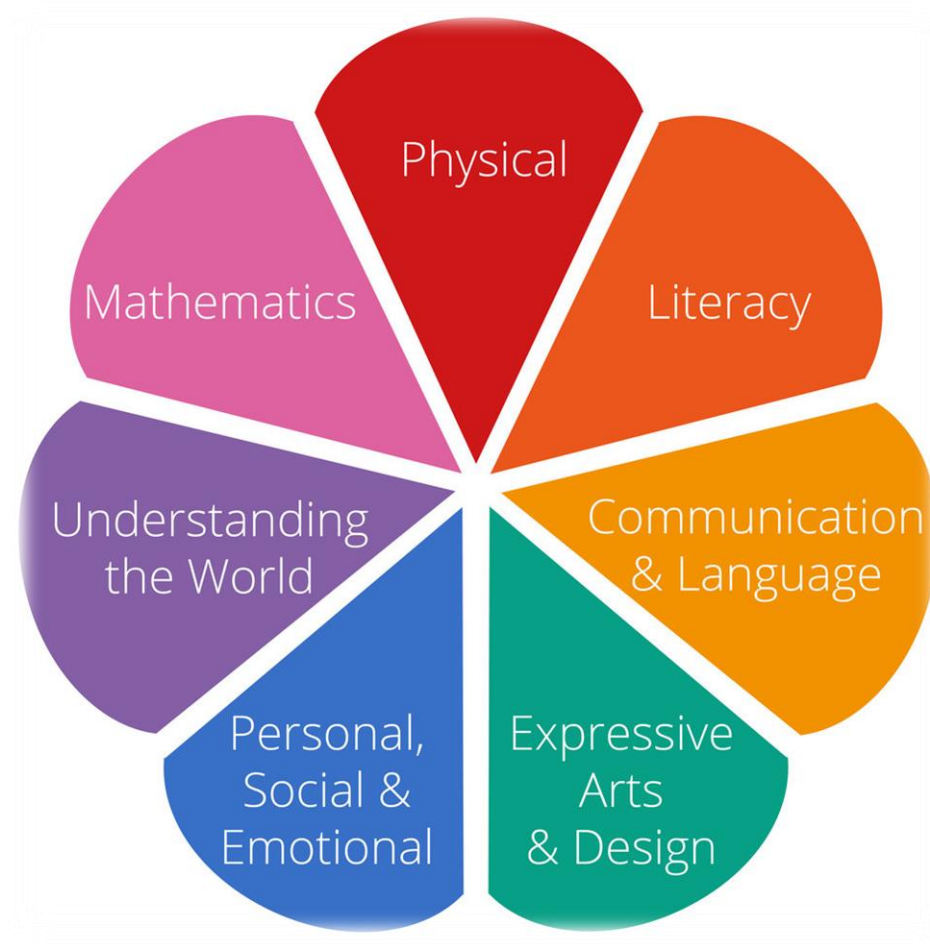 Physical
Literacy
Communication
& Language
Expressive
Arts
& Design
Personal,
Social &
Emotional
Understanding
the World
Mathematics